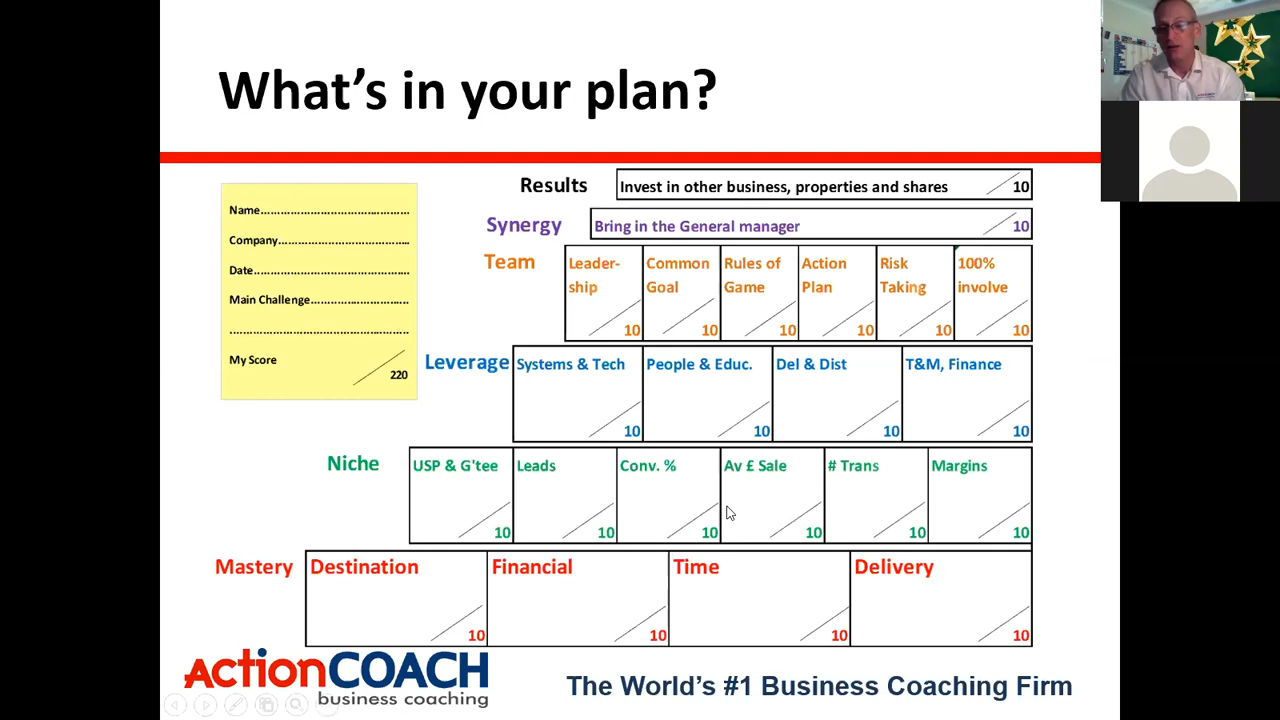 What's in your plan?
Name
Company
Date
Main Challenge
My Score
220
Results
Invest in other business, properties and shares
10
Synergy
Bring in the General manager
10
Team
Leader-
ship
10
Common
Goal
10
Rules of
Game
10
Action
Plan
10
Risk
Taking
10
100%
involve
10
Leverage
Systems & Tech
10
People & Educ.
10
Del & Dist
10
T&M, Finance
10
Niche
USP & G'tee
10
Leads
10
Conv. %
10
Av £ Sale
10
# Trans
10
Margins
10
Mastery
Destination
10
Financial
10
Time
10
Delivery
10
ActionCOACH
business coaching
The World's #1 Business Coaching Firm